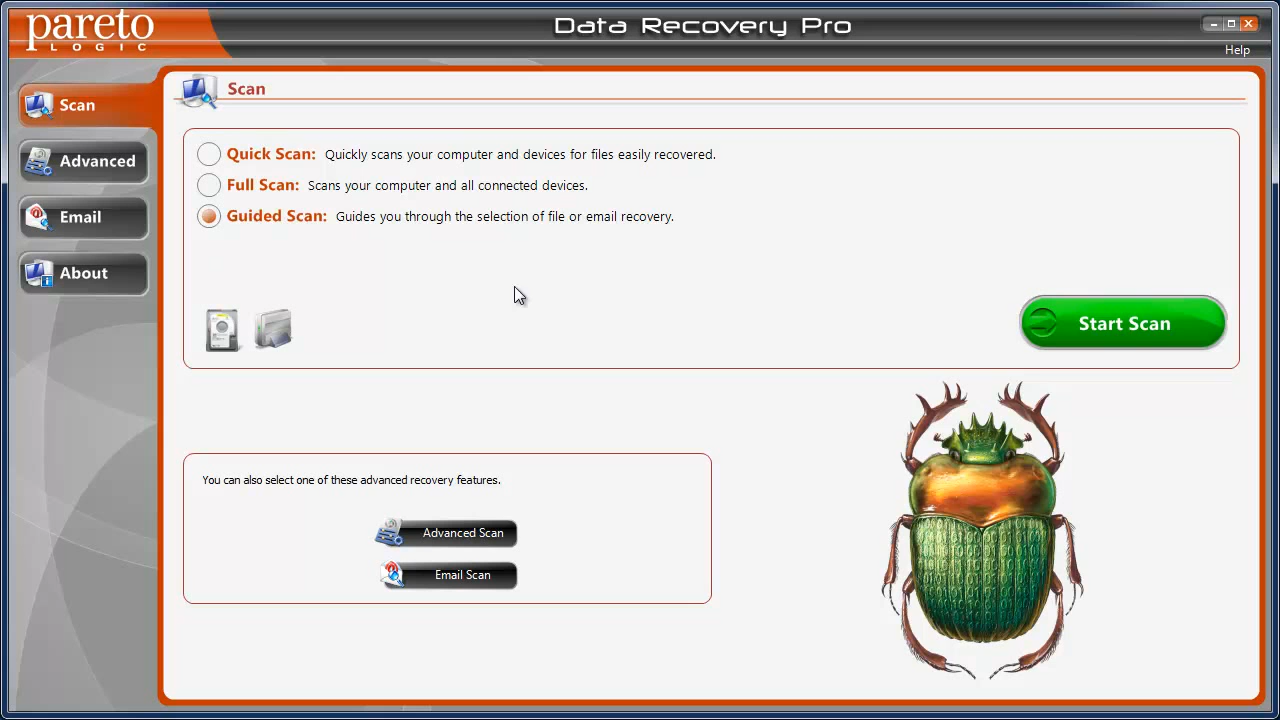 pareto
LOGIC
Data Recovery Pro
Help
Scan
Advanced
Email
About
Scan
Quick Scan: Quickly scans your computer and devices for files easily recovered.
Full Scan: Scans your computer and all connected devices.
Guided Scan: Guides you through the selection of file or email recovery.
Start Scan
You can also select one of these advanced recovery features.
Advanced Scan
Email Scan